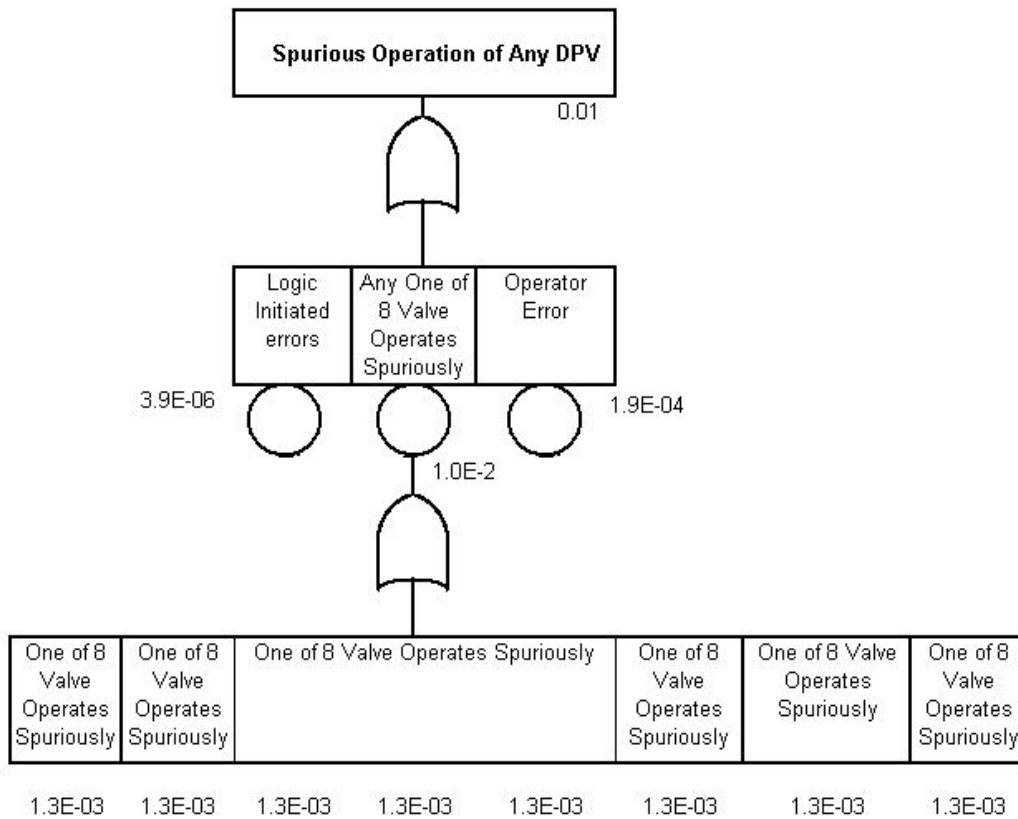 Spurious Operation of Any DPV
0.01
Logic
Initiated
errors
Any One of
8 Valve
Operates
Spuriously
Operator
Error
3.9E-06
1.9E-04
1.0E-2
One of 8
Valve
Operates
Spuriously
One of 8
Valve
Operates
Spuriously
One of 8 Valve Operates Spuriously
One of 8
Valve
Operates
Spuriously
One of 8 Valve
Operates
Spuriously
One of 8
Valve
Operates
Spuriously
1.3E-03 1.3E-03 1.3E-03 1.3E-03 1.3E-03 1.3E-03 1.3E-03 1.3E-03